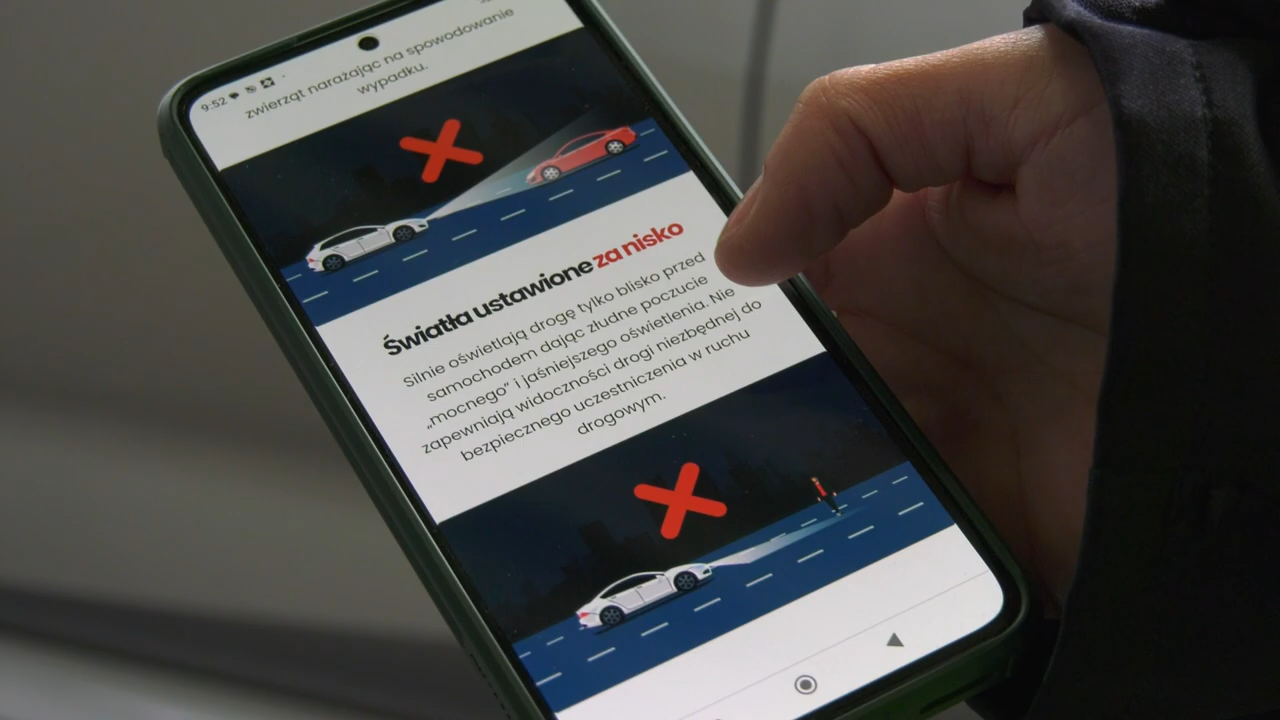 9:52
zwierząt narażając na spowodowanie
wypadku.
Światła ustawione za nisko
Silnie oświetlają drogę tylko blisko przed
samochodem dając złudne poczucie
„mocnego” i jaśniejszego oświetlenia. Nie
zapewniają widoczności drogi niezbędnej do
bezpiecznego uczestniczenia w ruchu
drogowym.